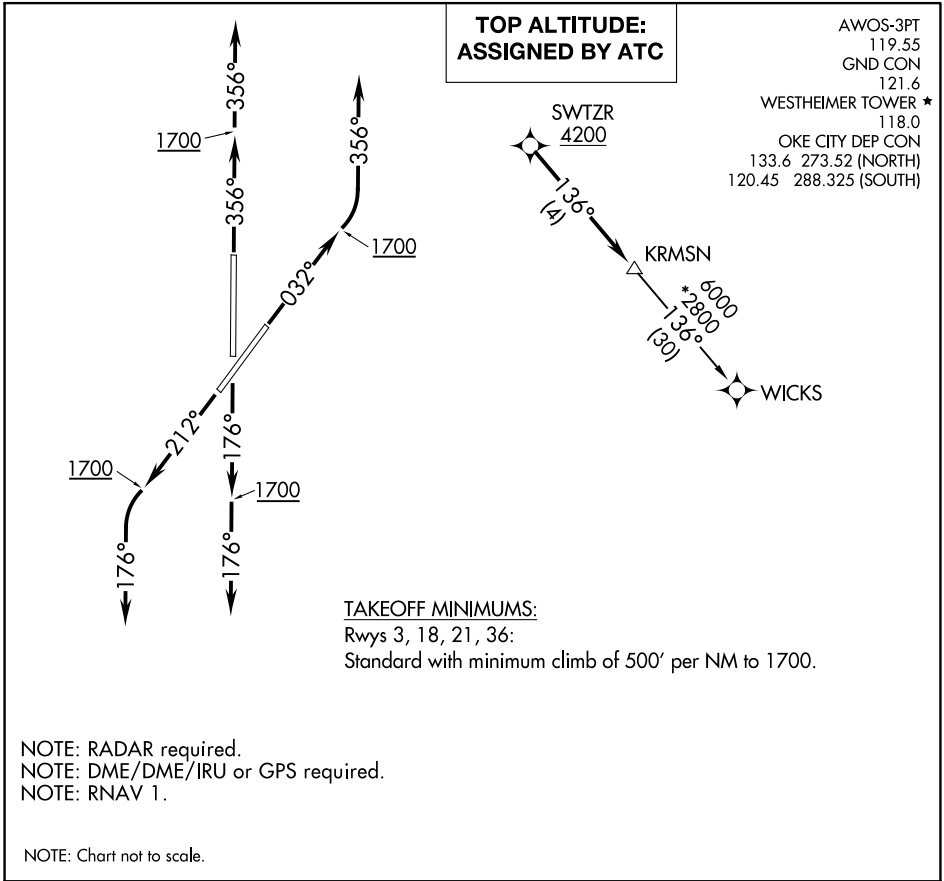 TOP ALTITUDE:
ASSIGNED BY ATC
AWOS-3PT
119.55
GND CON
121.6
WESTHEIMER TOWER ★
118.0
OKE CITY DEP CON
133.6 273.52 (NORTH)
120.45 288.325 (SOUTH)
356°
1700
356°
356°
1700
032°
212°
1700
176°
176°
1700
176°
SWTZR
4200
136°
(4)
KRMSN
6000
*2800
136°
(30)
WICKS
TAKEOFF MINIMUMS:
Rwys 3, 18, 21, 36:
Standard with minimum climb of 500' per NM to 1700.
NOTE: RADAR required.
NOTE: DME/DME/IRU or GPS required.
NOTE: RNAV 1.
NOTE: Chart not to scale.